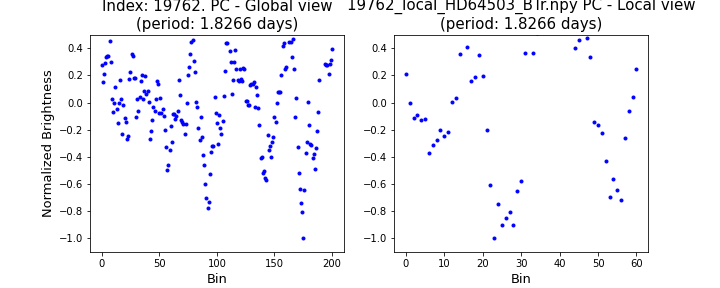 Index: 19762. PC - Global view
(period: 1.8266 days)
19762_local_HD64503_BTr.npy PC - Local view
(period: 1.8266 days)
Normalized Brightness
0.4
0.2
0.0
−0.2
−0.4
−0.6
−0.8
−1.0
0 50 100 150 200
Bin
0.4
0.2
0.0
−0.2
−0.4
−0.6
−0.8
−1.0
0 10 20 30 40 50 60
Bin